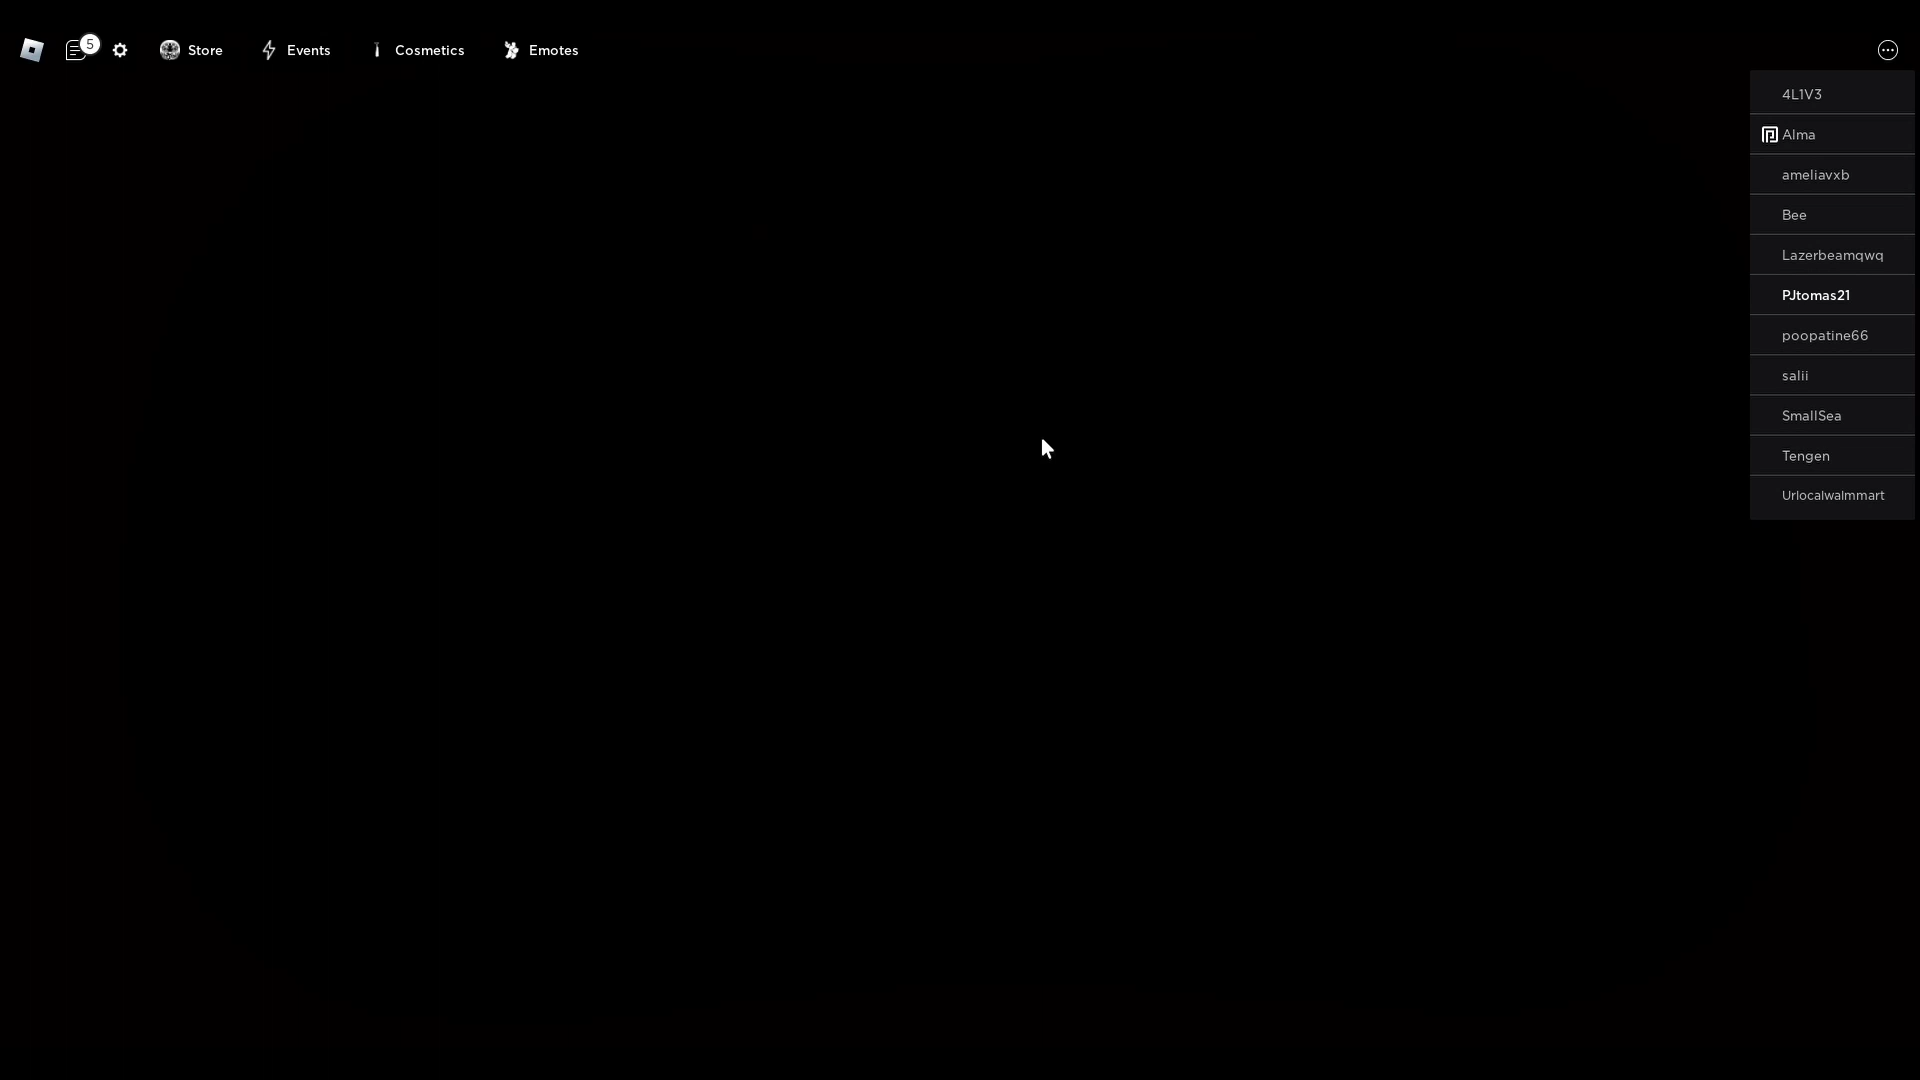 5
Store
Events
Cosmetics
Emotes
4L1V3
Alma
ameliavxb
Bee
Lazerbeamqwq
PJtomas21
poopatine66
salii
SmallSea
Tengen
Urlocalwalmmart